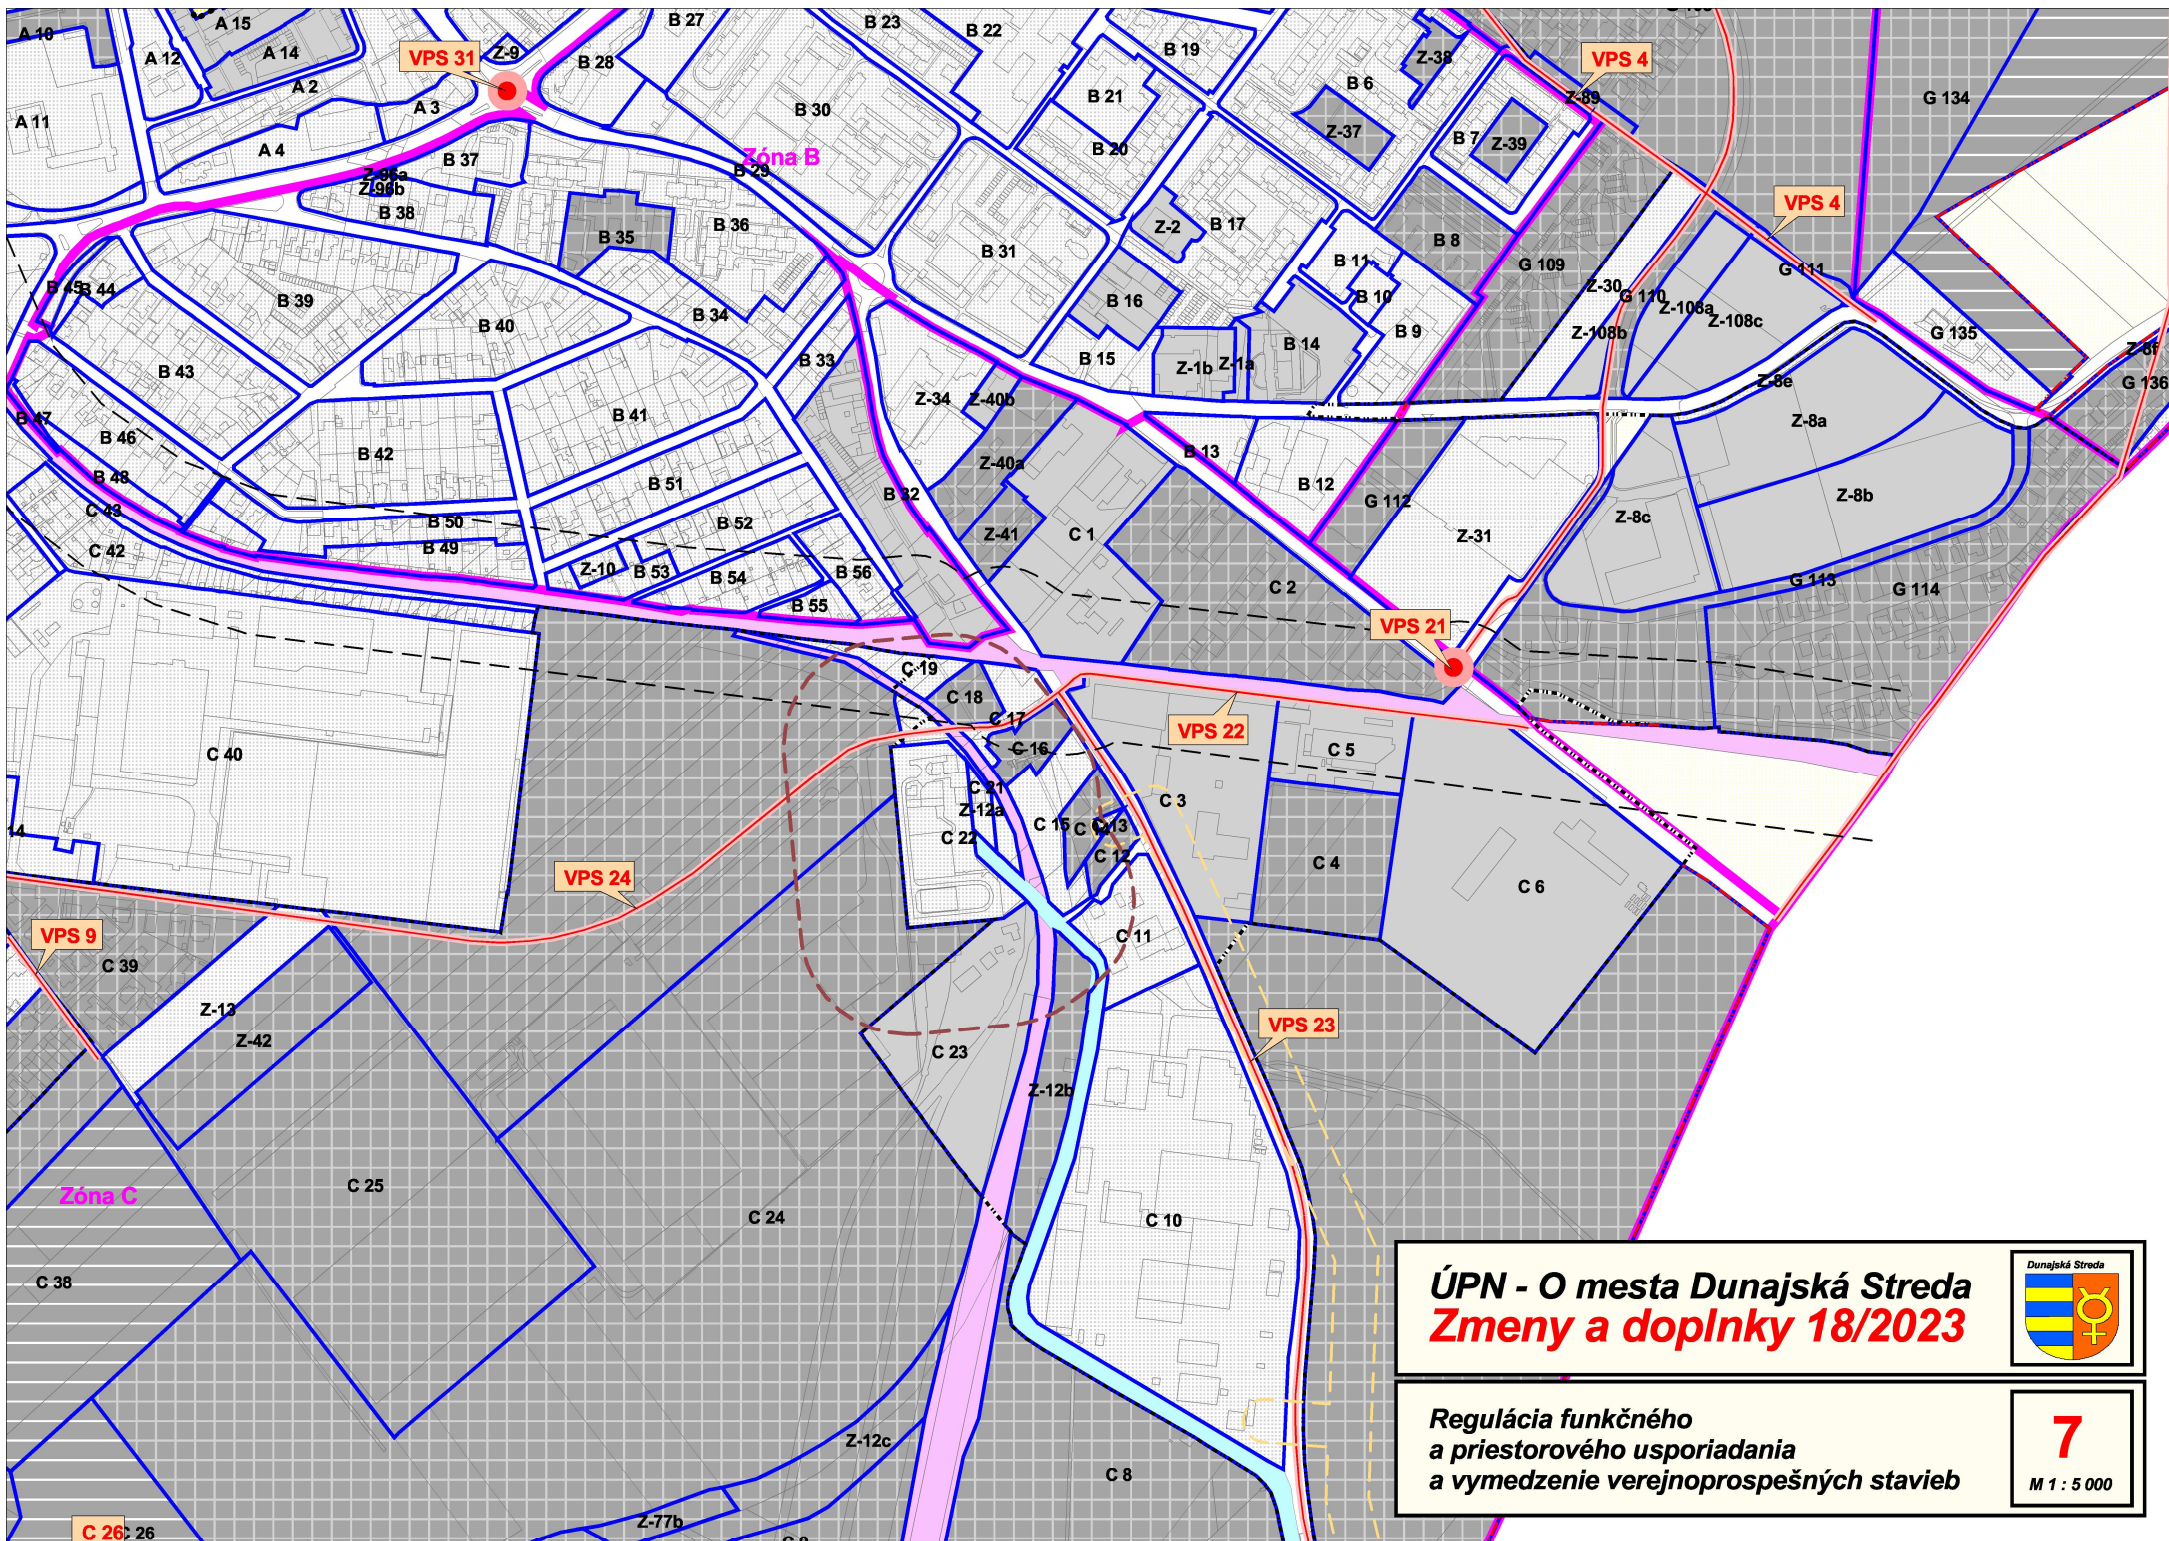 A 10
A 15
A 14
A 12
A 2
A 3
A 11
A 4
VPS 31
Z-9
B 28
B 27
B 23
B 22
B 19
B 30
B 21
B 20
B 6
Z-38
Z-37
B 7
Z-39
VPS 4
Z-89
G 134
Zóna B
B 29
B 37
Z-96a
Z-96b
B 38
B 35
B 36
B 31
Z-2
B 17
B 8
G 109
VPS 4
G 111
B 45
B 44
B 39
B 40
B 34
B 16
B 11
B 10
B 9
Z-30
G 110
Z-108a
Z-108c
Z-108b
G 135
Z-8f
G 136
B 43
B 33
B 15
Z-1b
Z-1a
B 14
Z-34
Z-40b
Z-8e
Z-8a
B 47
B 46
B 42
B 41
B 13
B 12
G 112
Z-40a
B 48
B 51
B 32
Z-8b
C 43
B 50
B 52
Z-41
C 1
Z-31
Z-8c
C 42
B 49
Z-10
B 53
B 54
B 56
B 55
C 2
G 113
G 114
VPS 21
C 19
C 18
C 17
C 16
VPS 22
C 5
C 40
C 21
Z-12a
C 22
C 15
C 13
C 12
C 3
C 4
C 6
14
VPS 24
VPS 9
C 39
Z-13
Z-42
C 11
VPS 23
C 23
Z-12b
Zóna C
C 25
C 24
C 10
C 38
Z-12c
C 8
Z-77b
C 26
C 26
ÚPN - O mesta Dunajská Streda
Zmeny a doplnky 18/2023
Dunajská Streda
Regulácia funkčného
a priestorového usporiadania
a vymedzenie verejnoprospešných stavieb
7
M 1 : 5 000